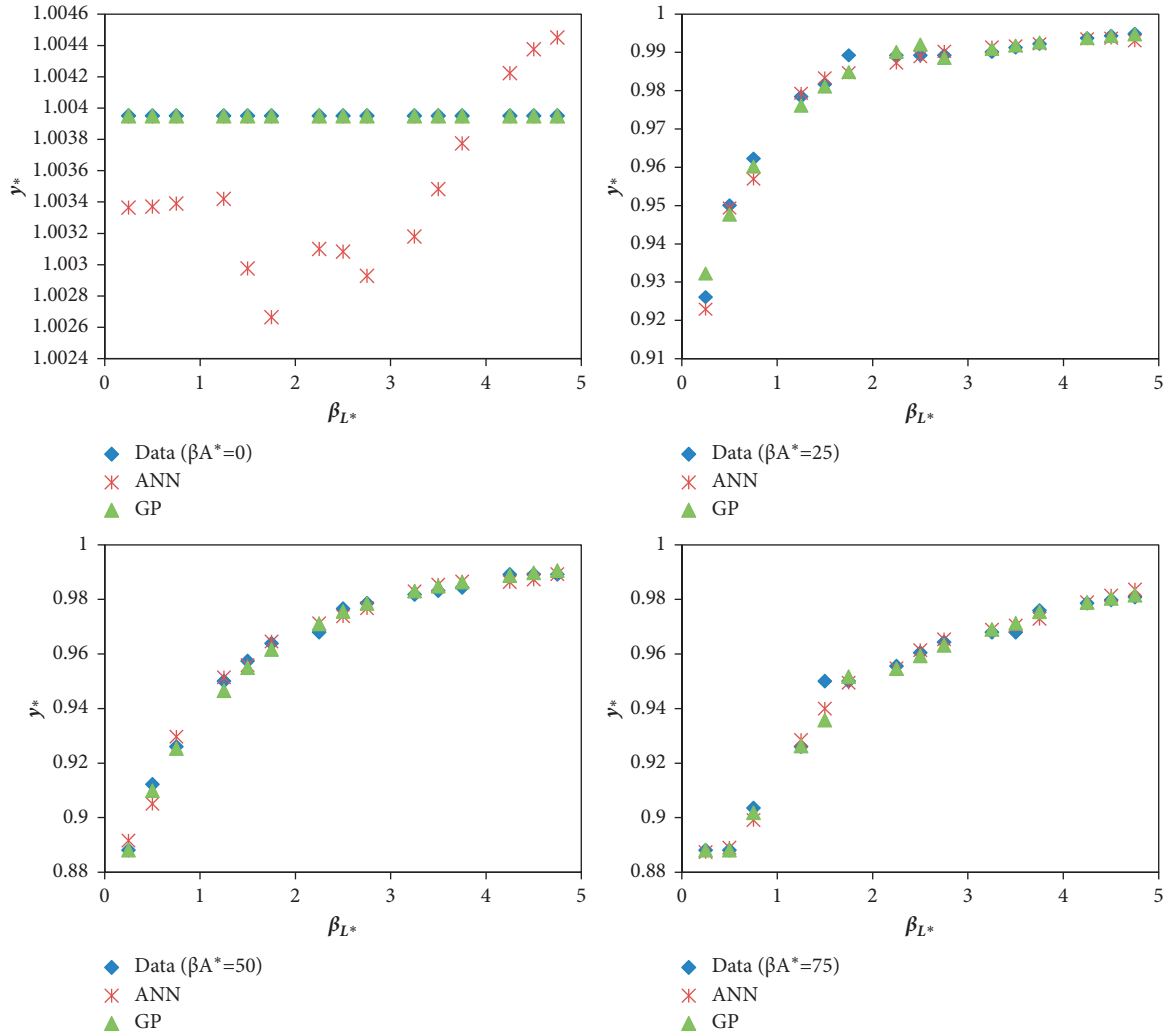 1.0046
1.0044
1.0042
1.004
1.0038
1.0036
1.0034
1.0032
1.003
1.0028
1.0026
1.0024
y*
0 1 2 3 4 5
βL*
Data (βA*=0)
ANN
GP
1
0.99
0.98
0.97
0.96
0.95
0.94
0.93
0.92
0.91
y*
0 1 2 3 4 5
βL*
Data (βA*=25)
ANN
GP
1
0.98
0.96
0.94
0.92
0.9
0.88
y*
0 1 2 3 4 5
βL*
Data (βA*=50)
ANN
GP
1
0.98
0.96
0.94
0.92
0.9
0.88
y*
0 1 2 3 4 5
βL*
Data (βA*=75)
ANN
GP